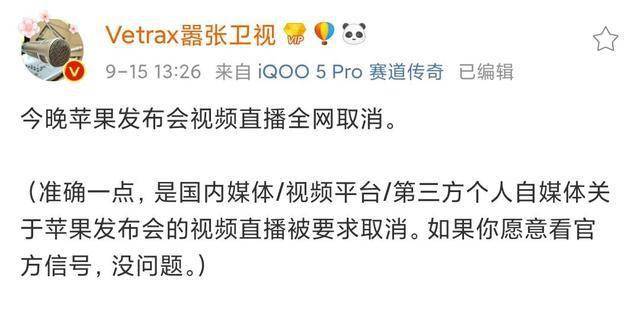 Vetrax嚣张卫视
VIP
9-15 13:26 来自 iQOO 5 Pro 赛道传奇 已编辑
今晚苹果发布会视频直播全网取消。
（准确一点，是国内媒体/视频平台/第三方个人自媒体关
于苹果发布会的视频直播被要求取消。如果你愿意看官
方信号，没问题。）